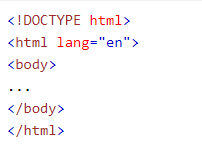 <!DOCTYPE html>
<html lang="en">
<body>
...
</body>
</html>